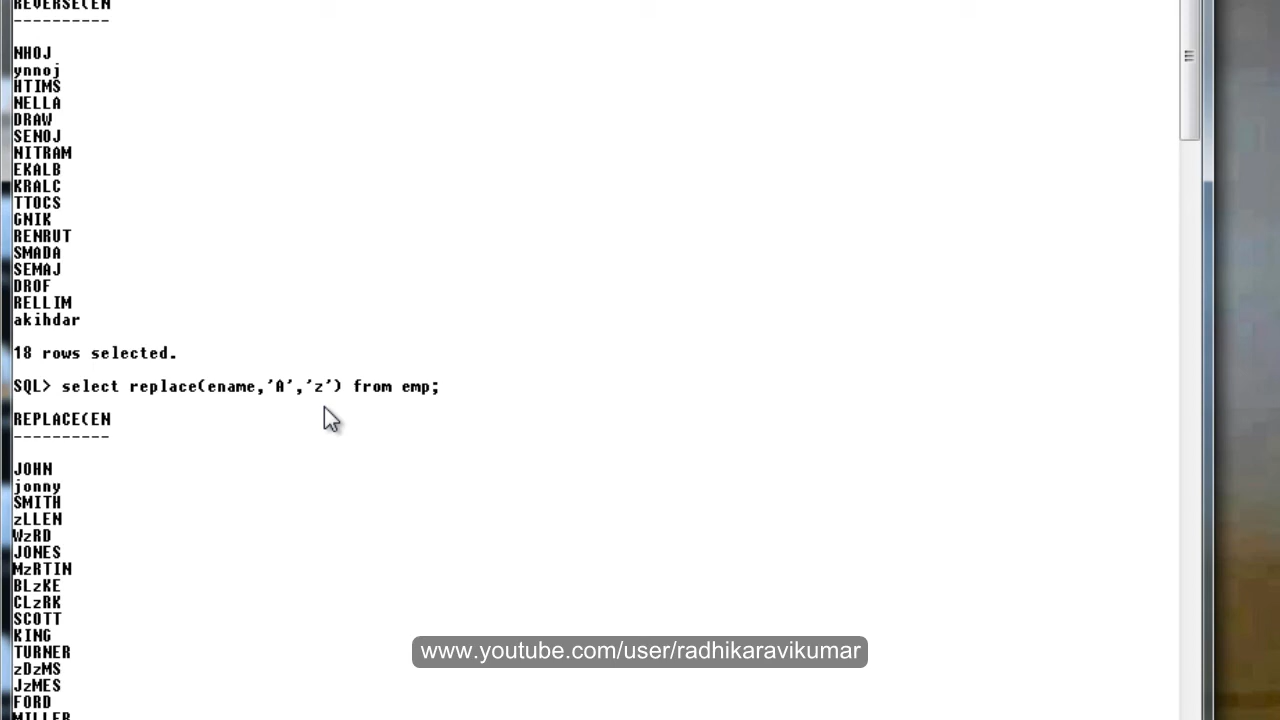 REVERSE(EN
----------
NHOJ
ynnoj
HTIMS
NELLA
DRAW
SENOJ
NITRAM
EKALB
KRALC
TTOCS
GNIK
RENRUT
SMADA
SEMAJ
DROF
RELLIM
akihdar
18 rows selected.
SQL> select replace(ename,'A','z') from emp;
REPLACE(EN
----------
JOHN
jonny
SMITH
zLLEN
WzRD
JONES
MzRTIN
BLzKE
CLzRK
SCOTT
KING
TURNER
zDzMS
JzMES
FORD
MILLER
www.youtube.com/user/radhikaravikumar